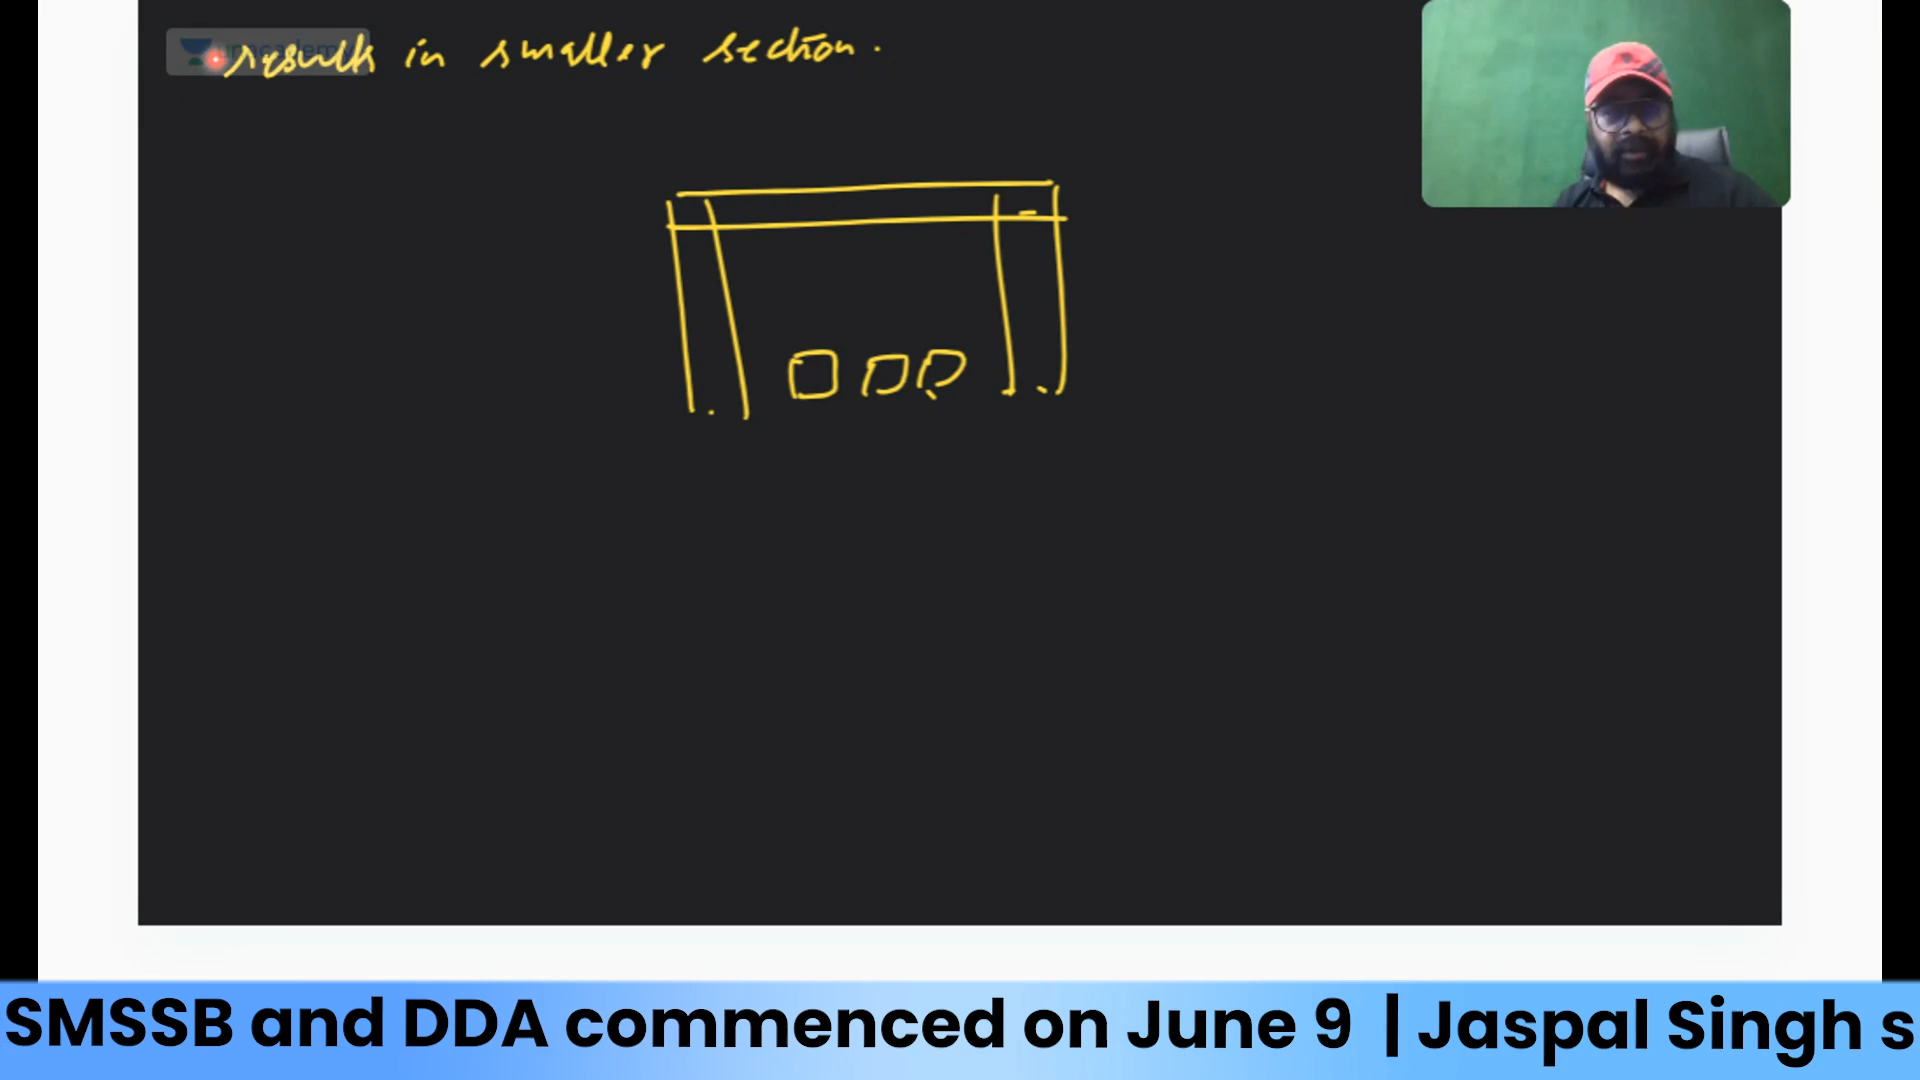 results in smaller section.
SMSSB and DDA commenced on June 9 | Jaspal Singh s